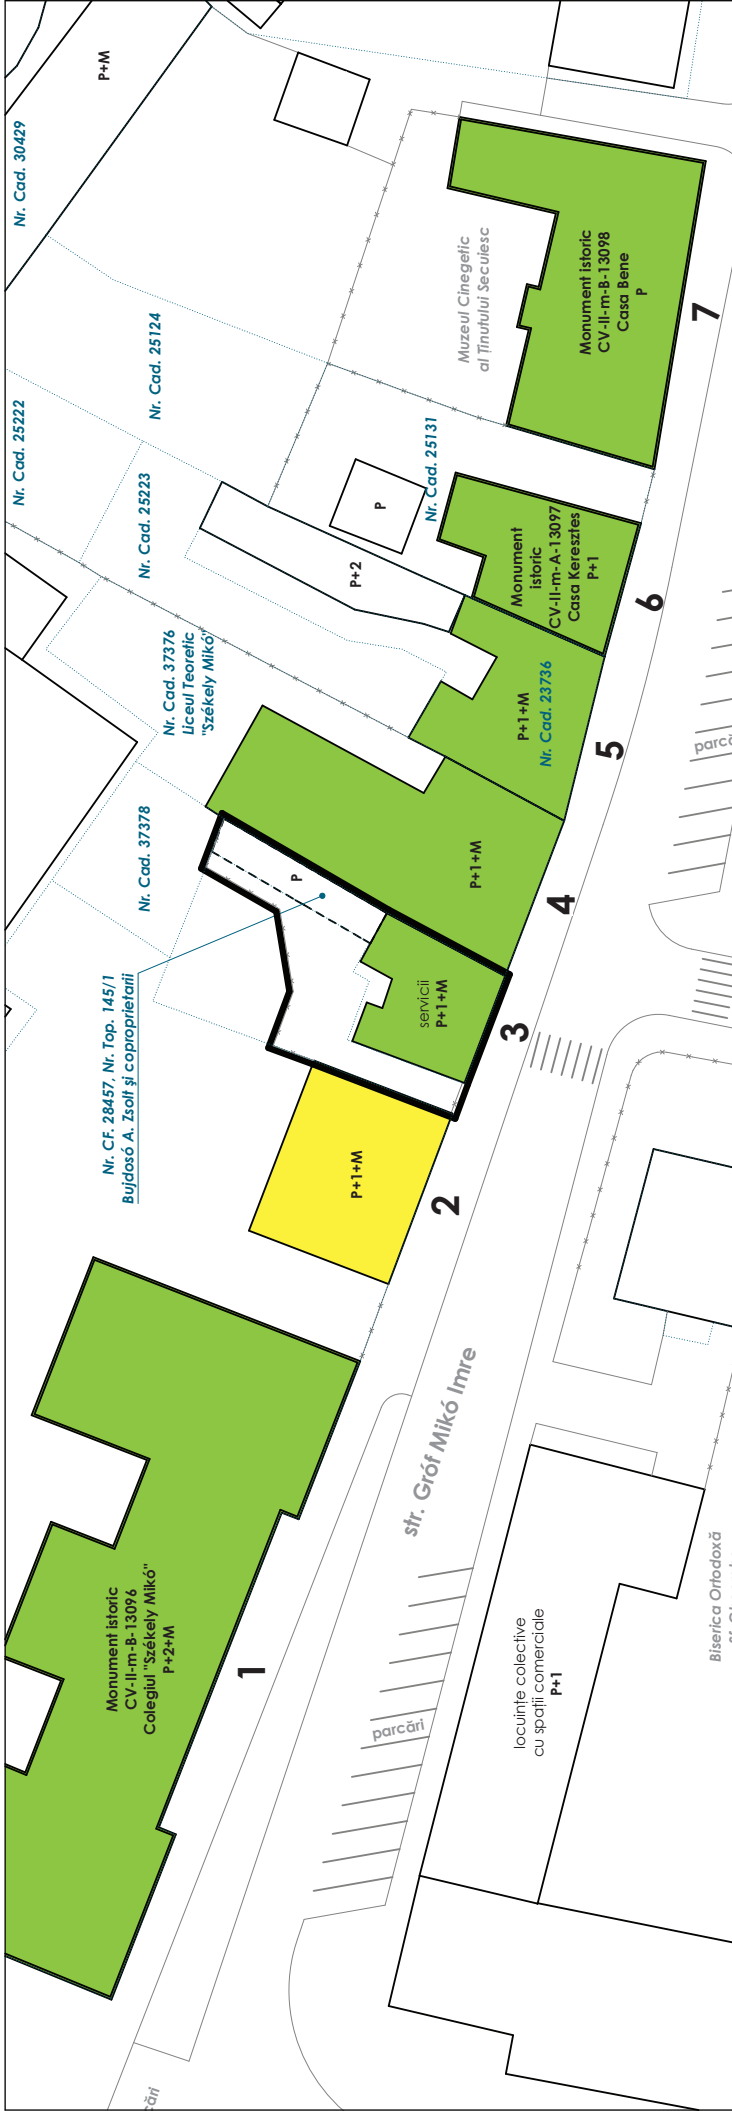 Nr. Cad. 30429
P+M
Nr. Cad. 25222
Nr. Cad. 25124
Nr. Cad. 25223
Nr. Cad. 37376
Liceul Teoretic
"Székely Mikó"
Nr. Cad. 37378
Nr. CF. 28457, Nr. Top. 145/1
Bujdosó A. Zsolt și coproprietarii
Muzeul Cinegetic
al Ținutului Secuiesc
Nr. Cad. 25131
P
P+2
P
Monument istoric
CV-II-m-B-13096
Colegiul "Székely Mikó"
P+2+M
1
P+1+M
2
servicii
P+1+M
3
P+1+M
4
P+1+M
Nr. Cad. 23736
5
Monument
istoric
CV-II-m-A-13097
Casa Keresztes
P+1
6
Monument istoric
CV-II-m-B-13098
Casa Bene
P
7
str. Gróf Mikó Imre
parcări
locuințe colective
cu spații comerciale
P+1
Biserica Ortodoxă